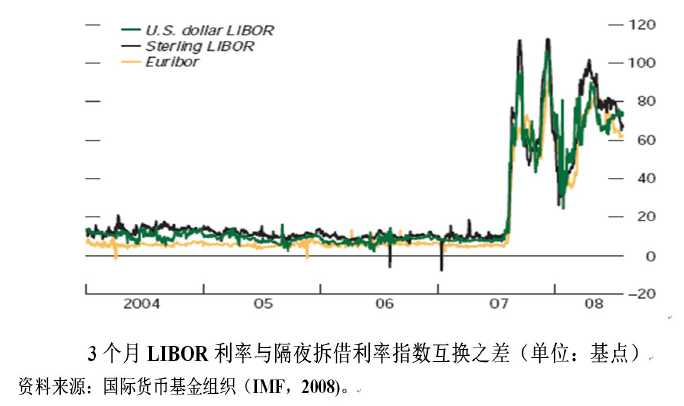 U.S. dollar LIBOR
Sterling LIBOR
Euribor
120
100
80
60
40
20
0
−20
2004 05 06 07 08
3 个月 LIBOR 利率与隔夜拆借利率指数互换之差（单位：基点）
资料来源：国际货币基金组织（IMF，2008)。